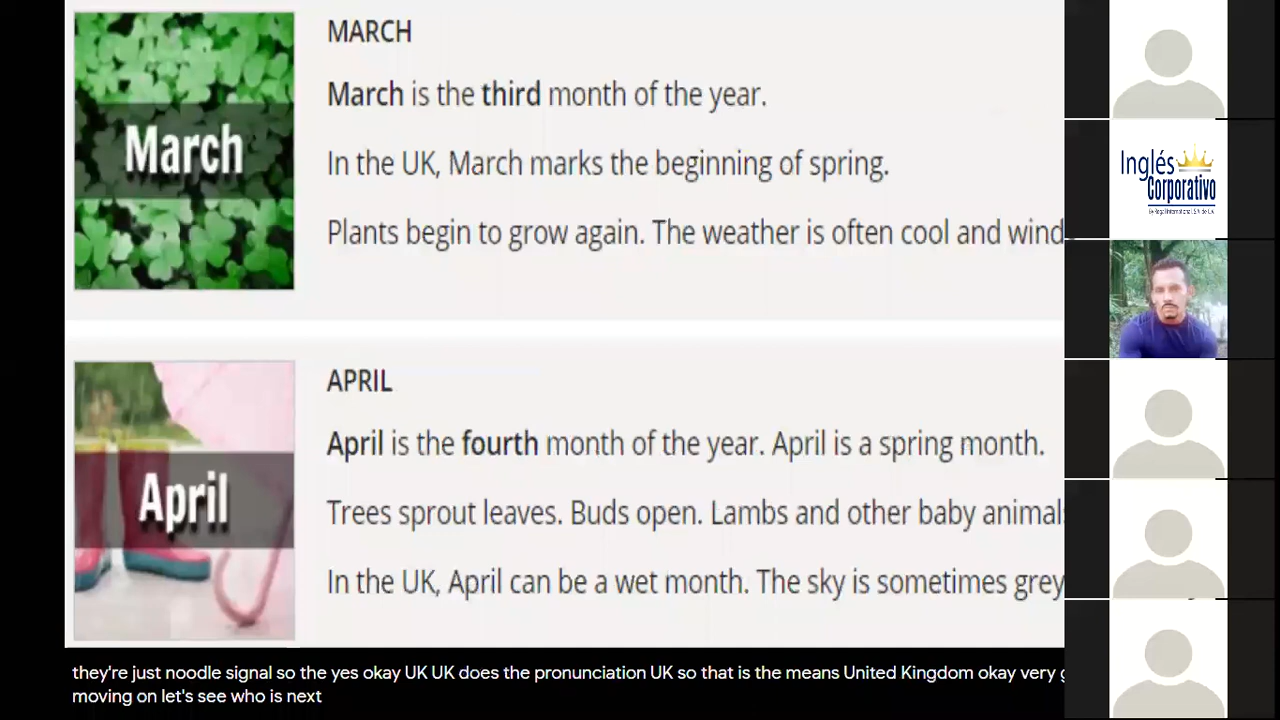 MARCH
March is the third month of the year.
March
In the UK, March marks the beginning of spring.
Plants begin to grow again. The weather is often cool and wind
APRIL
April is the fourth month of the year. April is a spring month.
April
Trees sprout leaves. Buds open. Lambs and other baby animal
In the UK, April can be a wet month. The sky is sometimes grey
they're just noodle signal so the yes okay UK UK does the pronunciation UK so that is the means United Kingdom okay very
moving on let's see who is next
Inglés
Corporativo